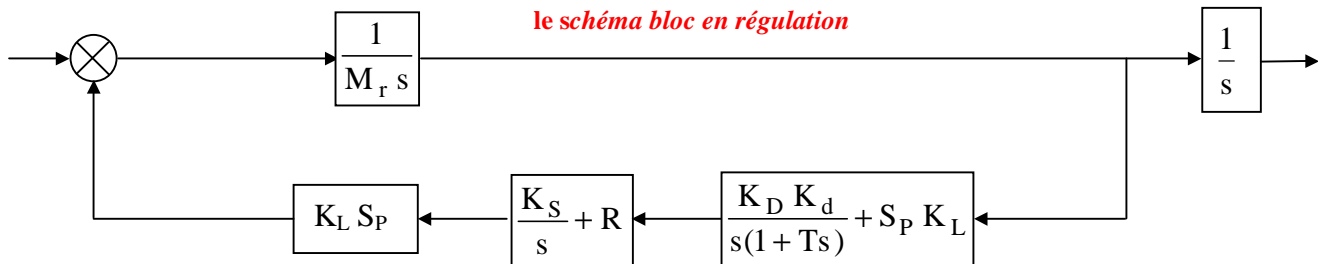 le schéma bloc en régulation
1
M_r s
1
s
K_L S_P
K_S
s
+ R
K_D K_d
s(1 + Ts)
+ S_P K_L